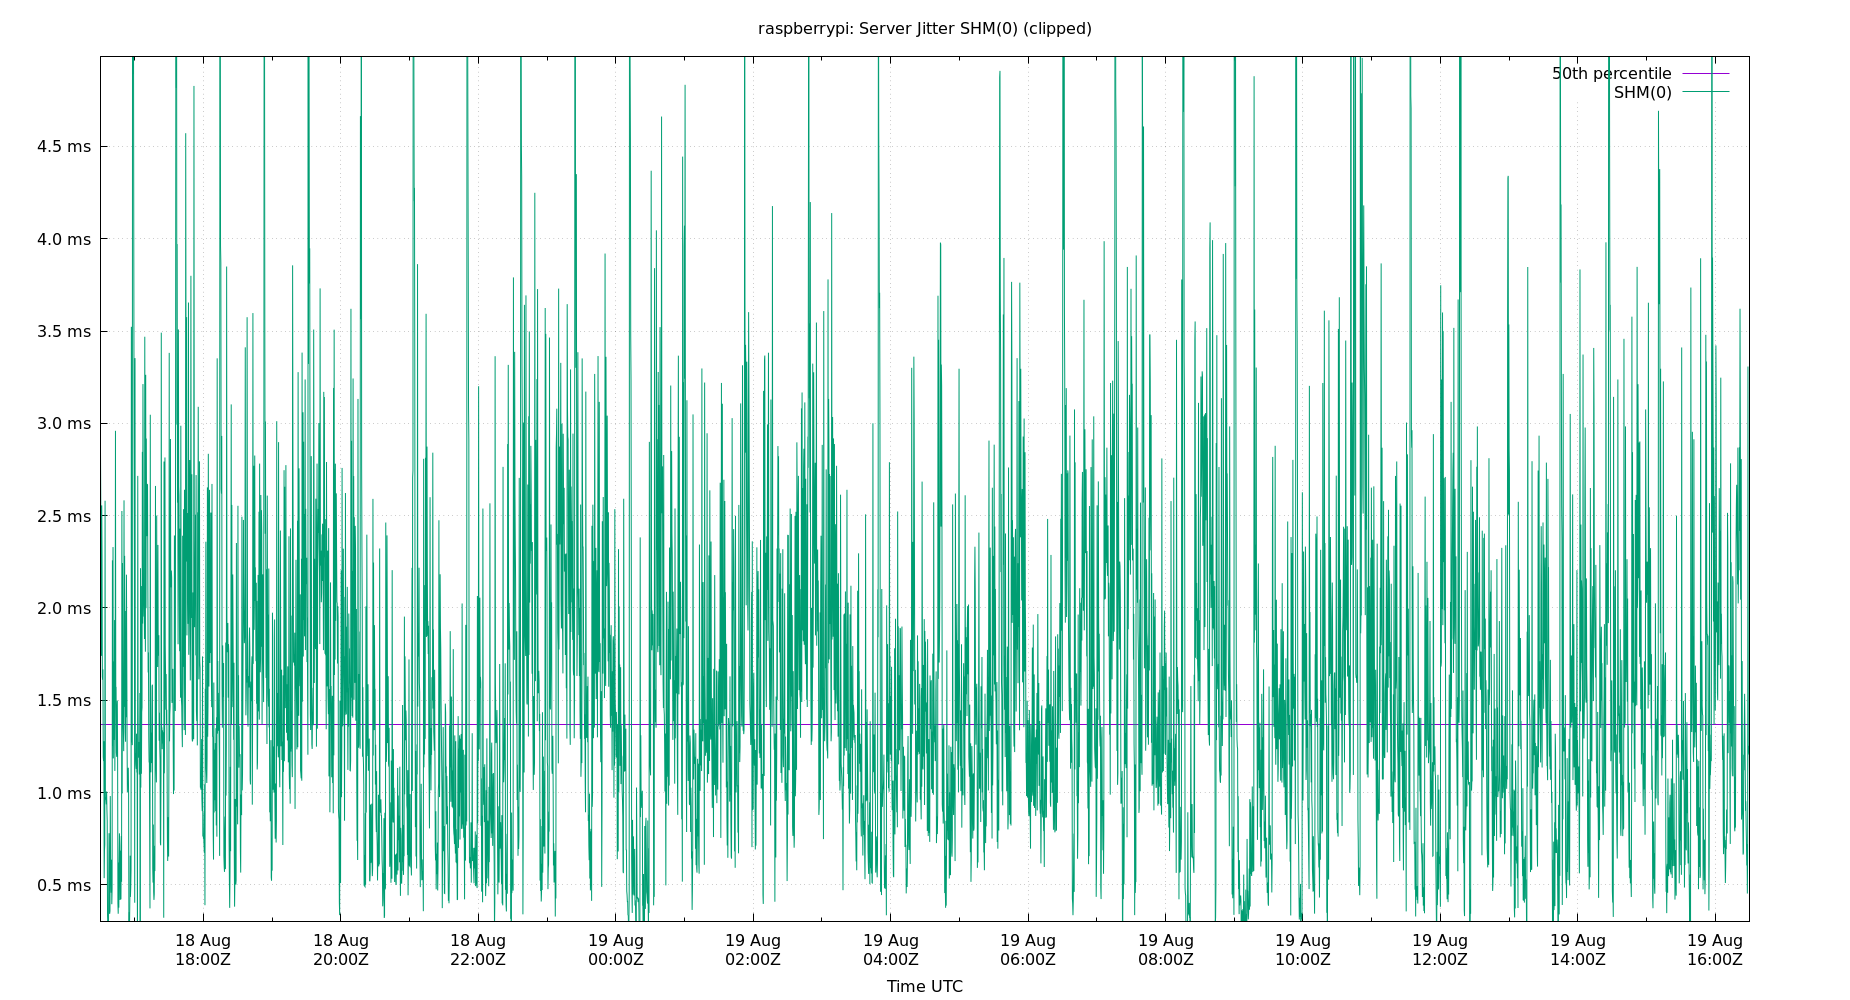 raspberrypi: Server Jitter SHM(0) (clipped)
50th percentile
SHM(0)
4.5 ms
4.0 ms
3.5 ms
3.0 ms
2.5 ms
2.0 ms
1.5 ms
1.0 ms
0.5 ms
18 Aug 18 Aug 18 Aug 19 Aug 19 Aug 19 Aug 19 Aug 19 Aug 19 Aug 19 Aug 19 Aug 19 Aug
18:00Z 20:00Z 22:00Z 00:00Z 02:00Z 04:00Z 06:00Z 08:00Z 10:00Z 12:00Z 14:00Z 16:00Z
Time UTC